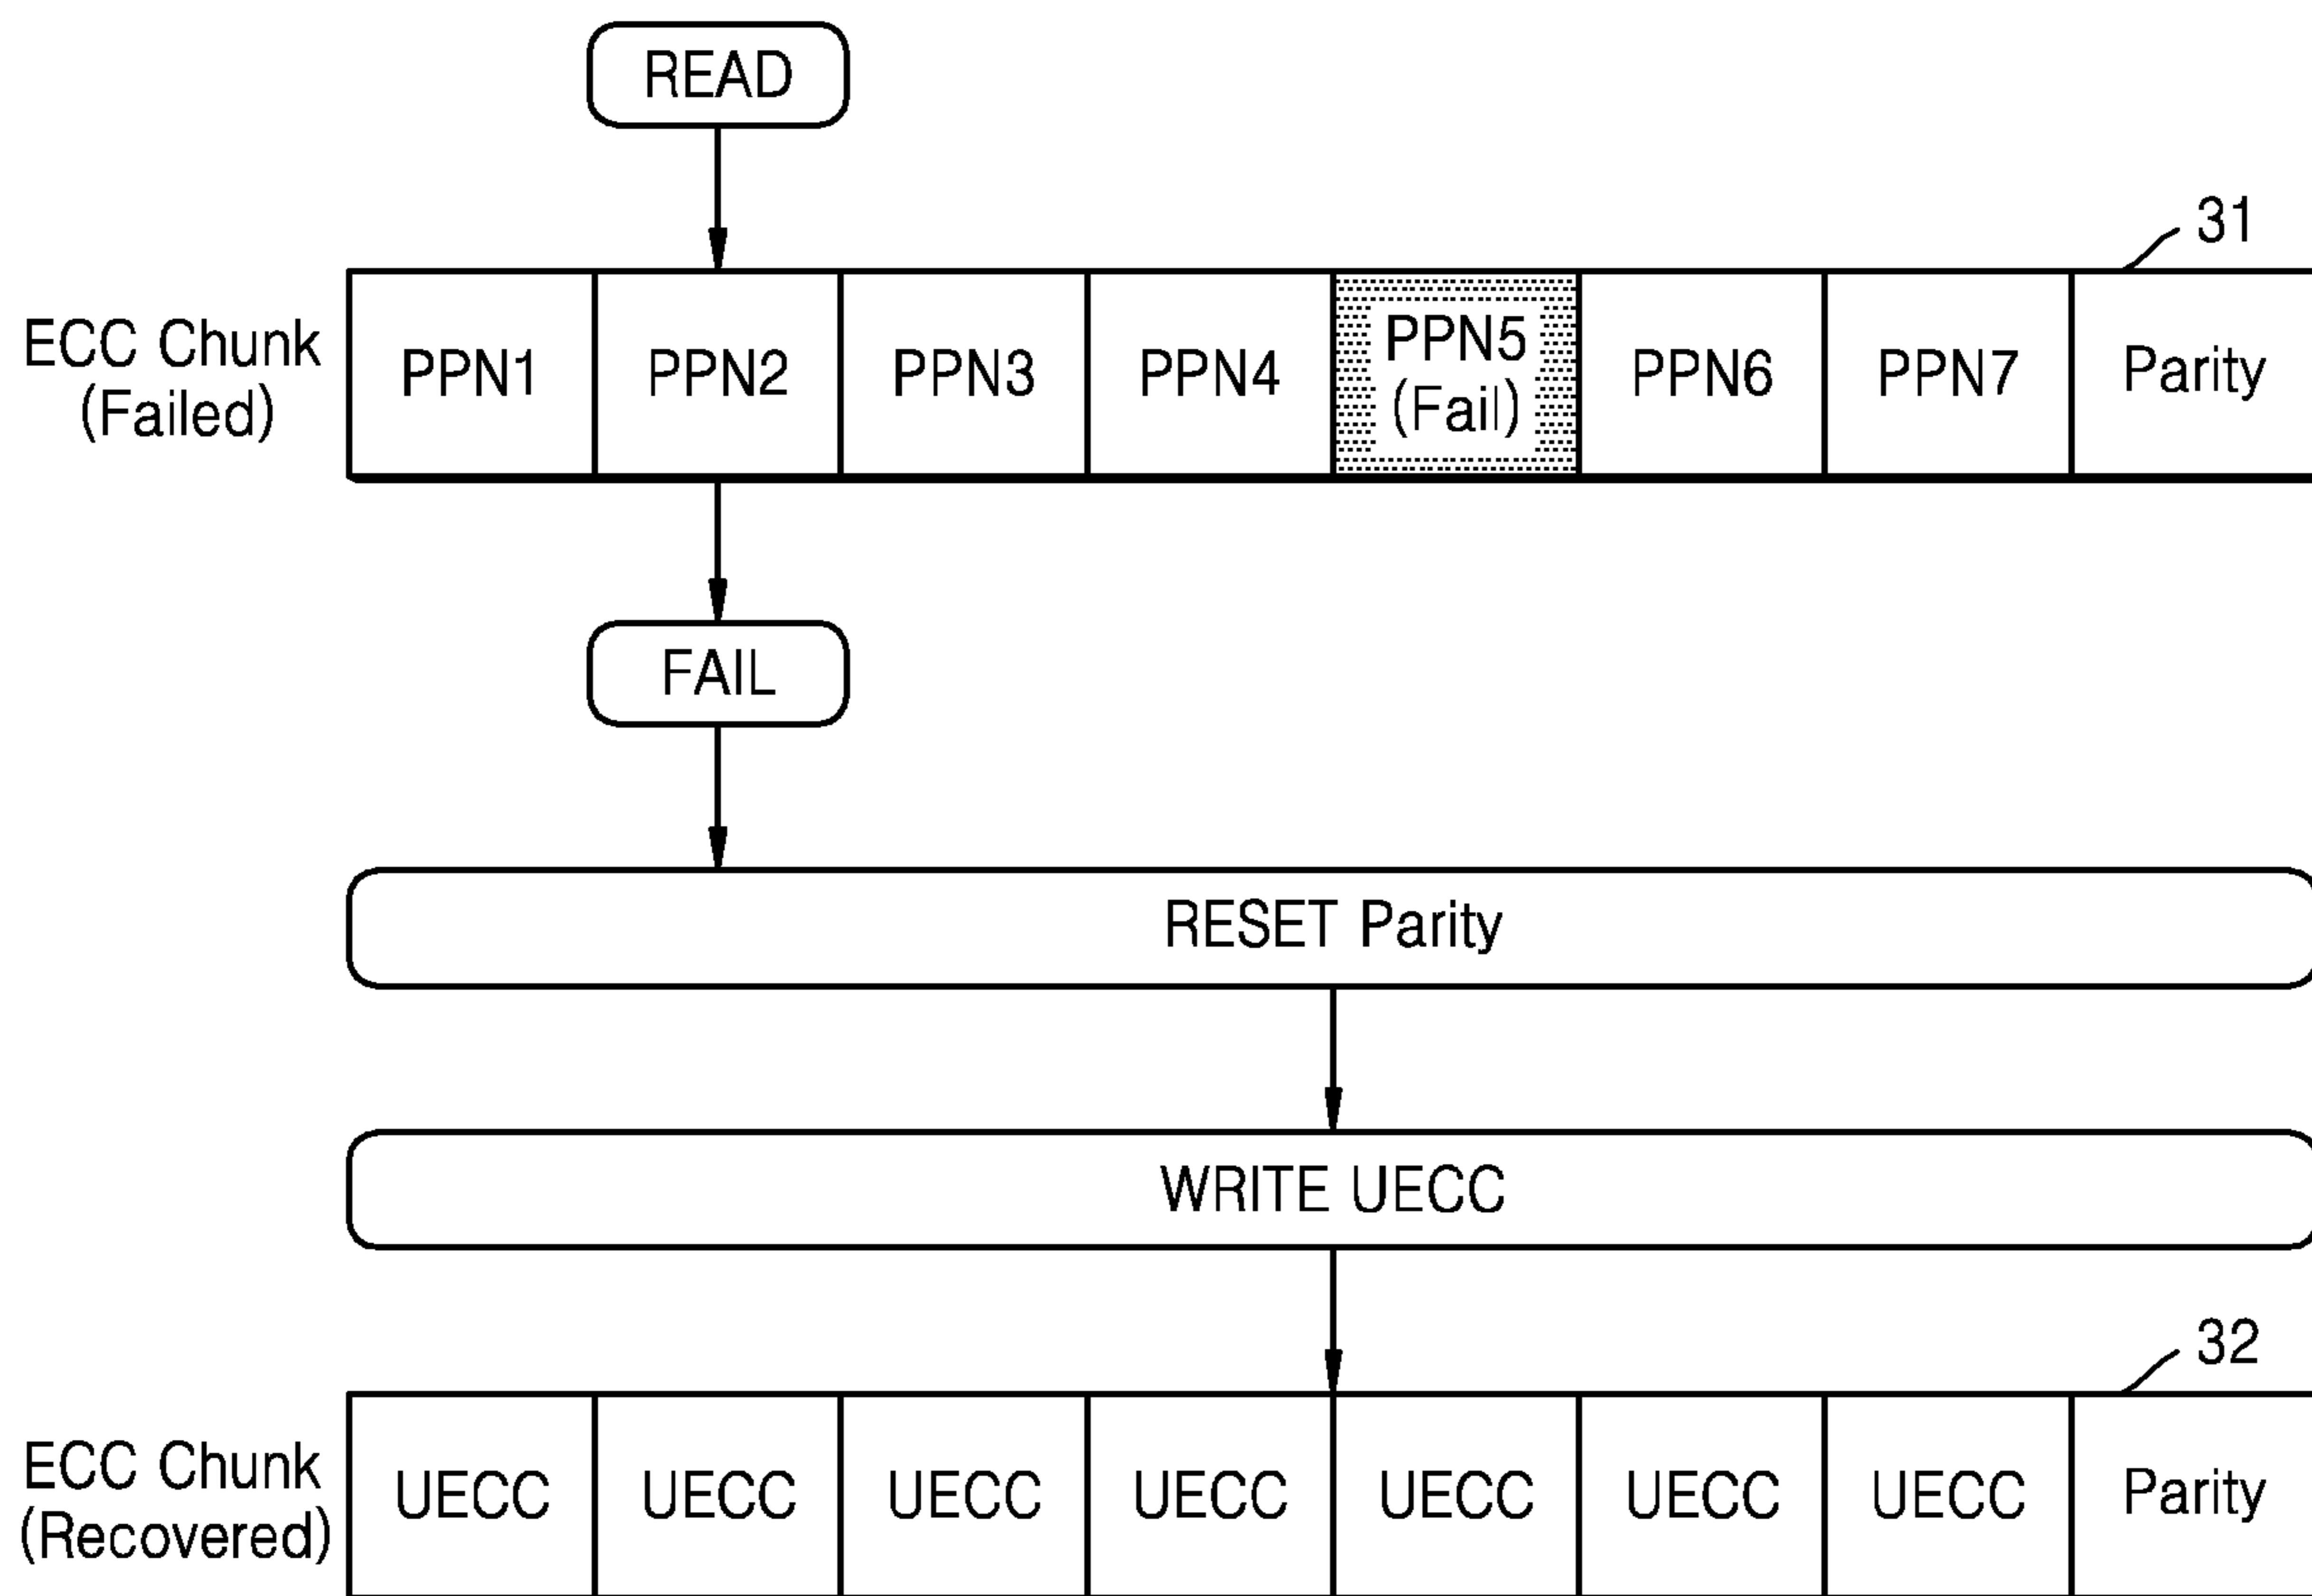 READ
31
ECC Chunk
(Failed)
PPN1
PPN2
PPN3
PPN4
PPN5
(Fail)
PPN6
PPN7
Parity
FAIL
RESET Parity
WRITE UECC
32
ECC Chunk
(Recovered)
UECC
UECC
UECC
UECC
UECC
UECC
UECC
Parity